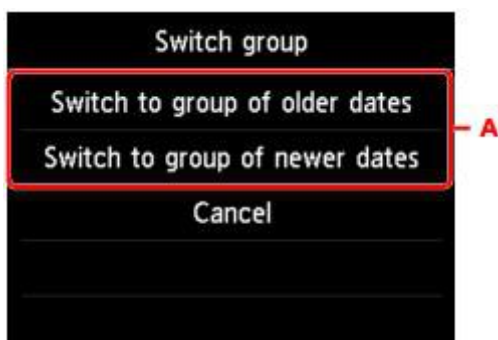 Switch group
Switch to group of older dates
A
Switch to group of newer dates
Cancel